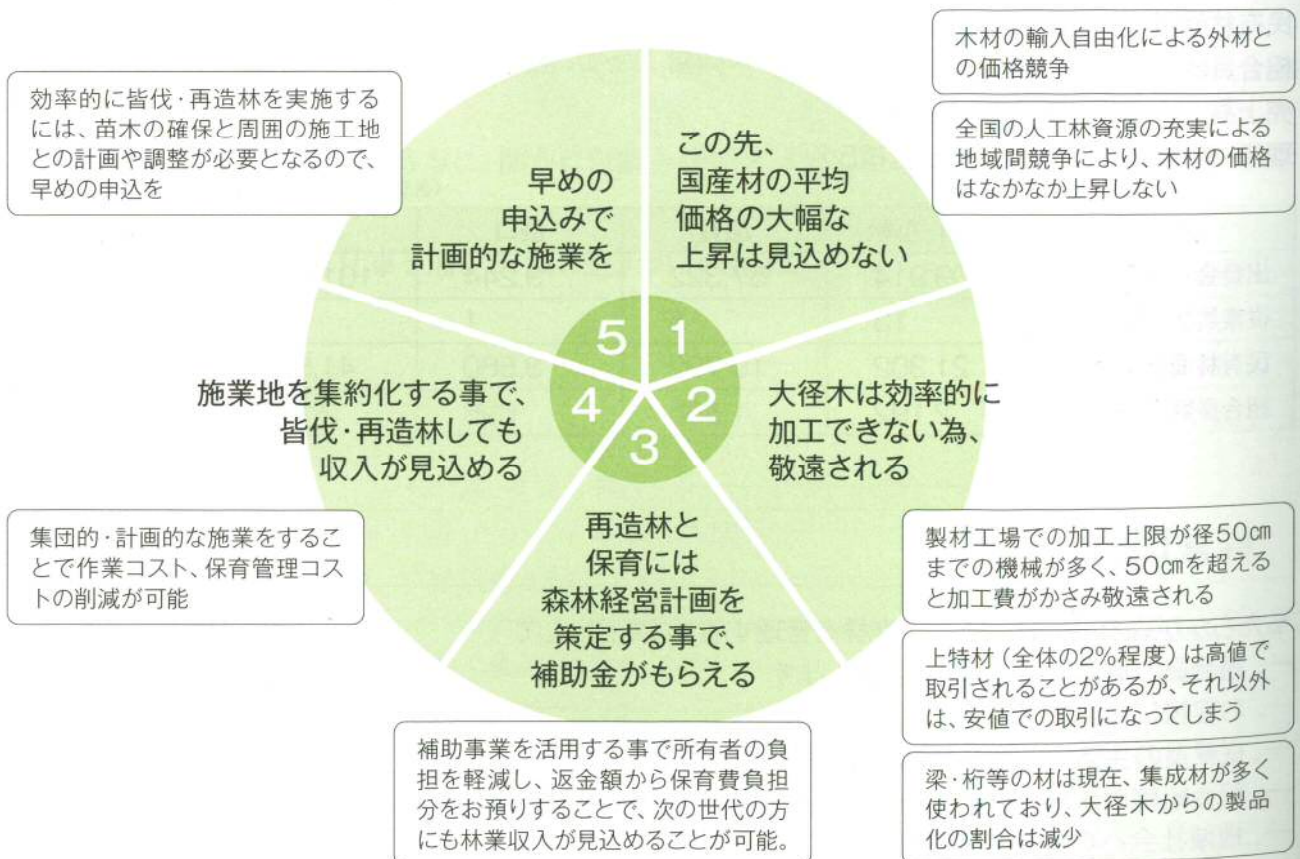 木材の輸入自由化による外材と
の価格競争
全国の人工林資源の充実による
地域間競争により、木材の価格
はなかなか上昇しない
効率的に皆伐・再造林を実施する
には、苗木の確保と周囲の施工地
との計画や調整が必要となるので、
早めの申込を
この先、
国産材の平均
価格の大幅な
上昇は見込めない
早めの
申込みで
計画的な施業を
5
1
4
2
3
施業地を集約化する事で、
皆伐・再造林しても
収入が見込める
大径木は効率的に
加工できない為、
敬遠される
再造林と
保育には
森林経営計画を
策定する事で、
補助金がもらえる
集団的・計画的な施業をするこ
とで作業コスト、保育管理コス
トの削減が可能
製材工場での加工上限が径50㎝
までの機械が多く、50㎝を超える
と加工費がかさみ敬遠される
上特材（全体の2%程度）は高値で
取引されることがあるが、それ以外
は、安値での取引になってしまう
梁・桁等の材は現在、集成材が多く
使われており、大径木からの製品
化の割合は減少
補助事業を活用する事で所有者の負
担を軽減し、返金額から保育費負担
分をお預りすることで、次の世代の方
にも林業収入が見込めることが可能。